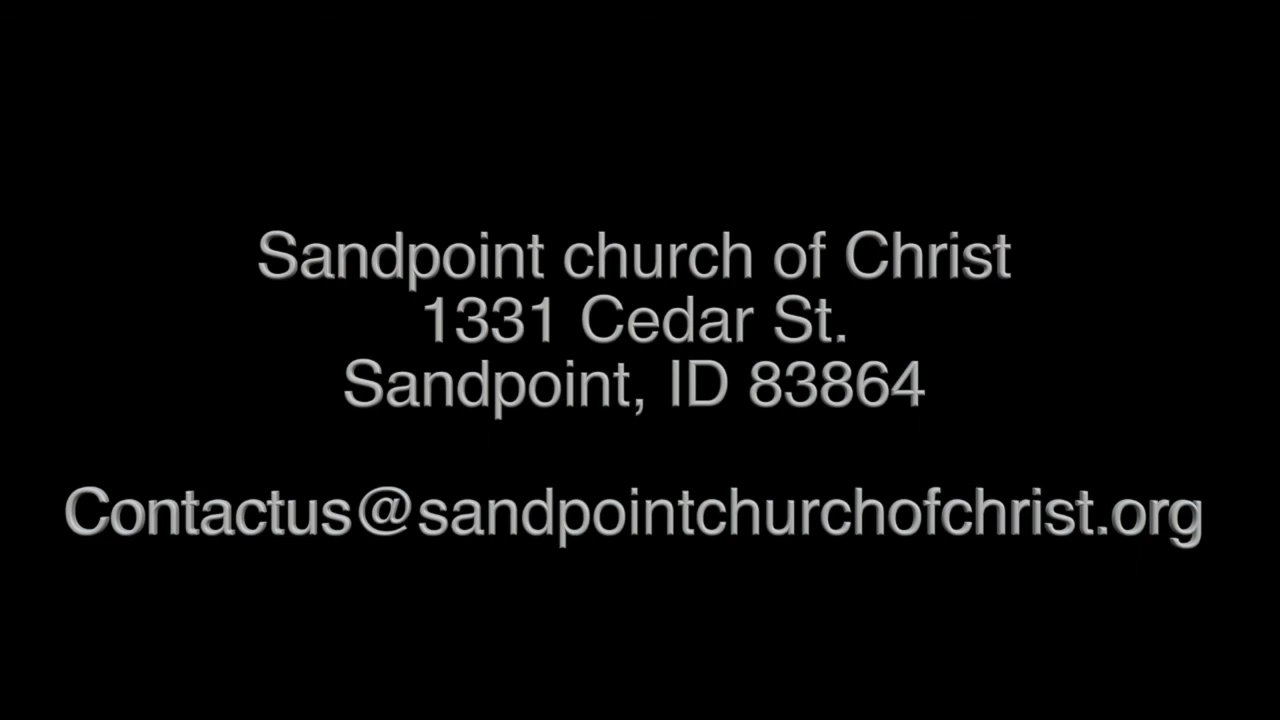 Sandpoint church of Christ
1331 Cedar St.
Sandpoint, ID 83864
Contactus@sandpointchurchofchrist.org